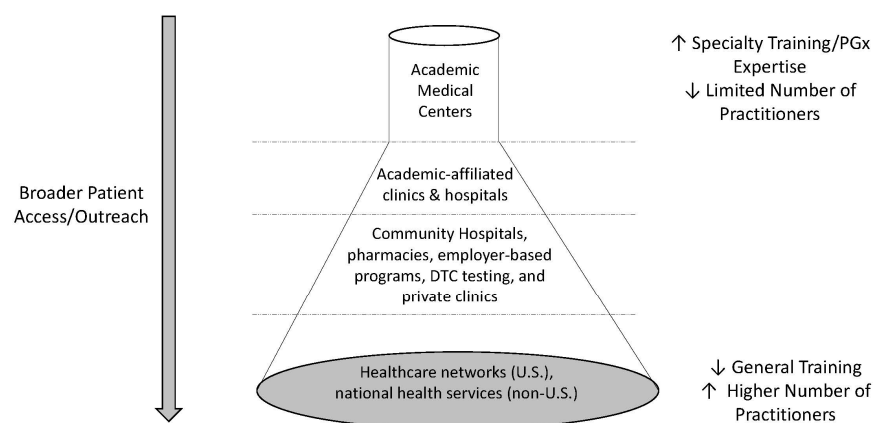 Academic
Medical
Centers
↑ Specialty Training/PGx
Expertise
↓ Limited Number of
Practitioners
Academic-affiliated
clinics & hospitals
Broader Patient
Access/Outreach
Community Hospitals,
pharmacies, employer-based
programs, DTC testing, and
private clinics
Healthcare networks (U.S.),
national health services (non-U.S.)
↓ General Training
↑ Higher Number of
Practitioners